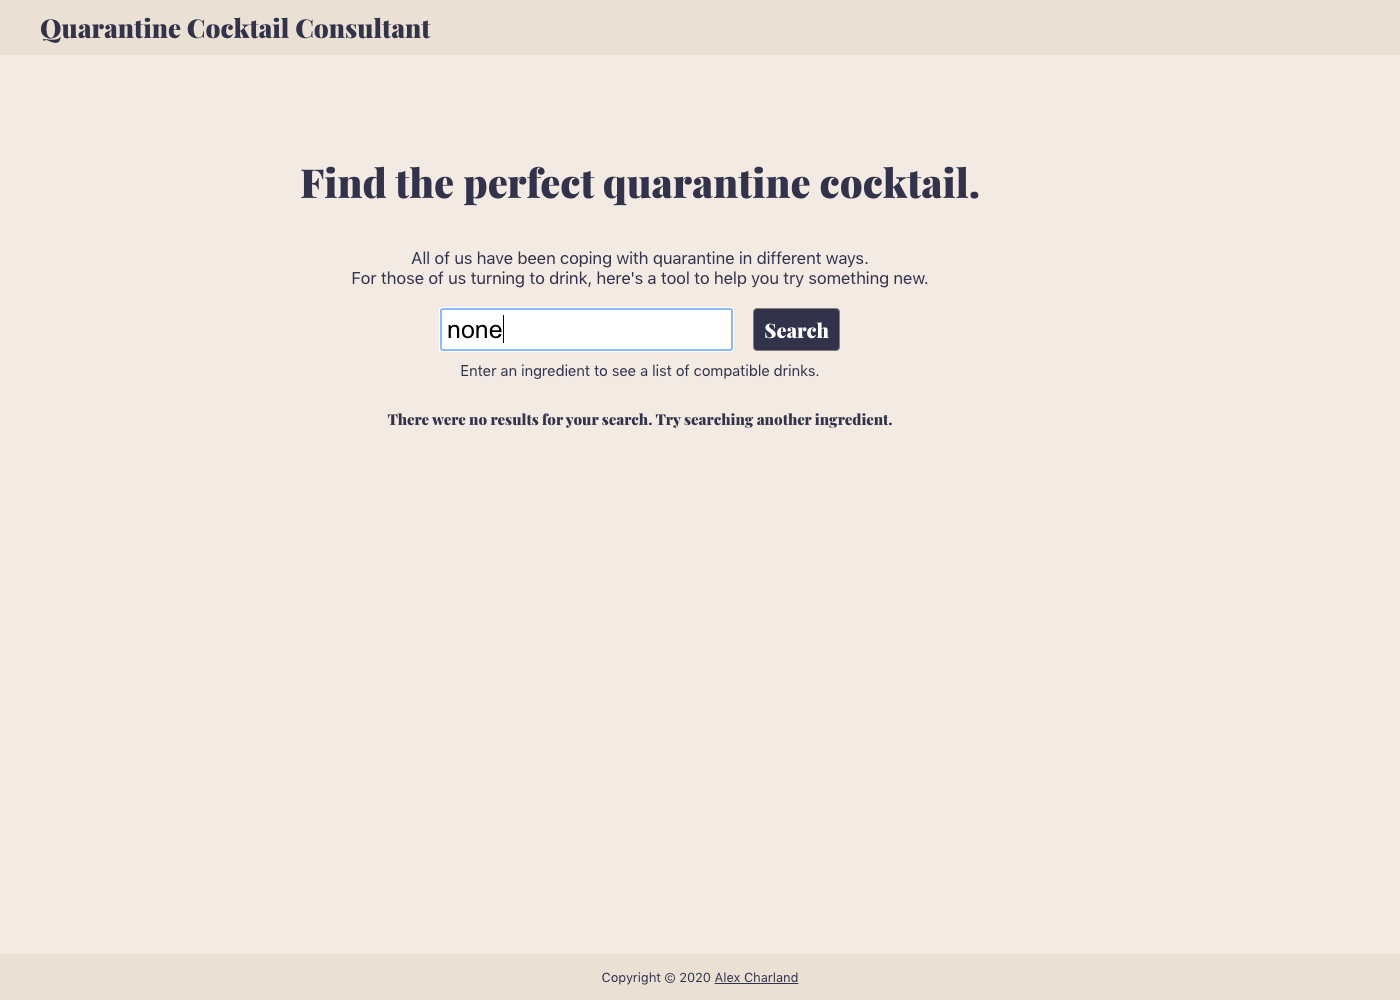 Quarantine Cocktail Consultant
Find the perfect quarantine cocktail.
All of us have been coping with quarantine in different ways.
For those of us turning to drink, here's a tool to help you try something new.
none
Search
Enter an ingredient to see a list of compatible drinks.
There were no results for your search. Try searching another ingredient.
Copyright © 2020 Alex Charland